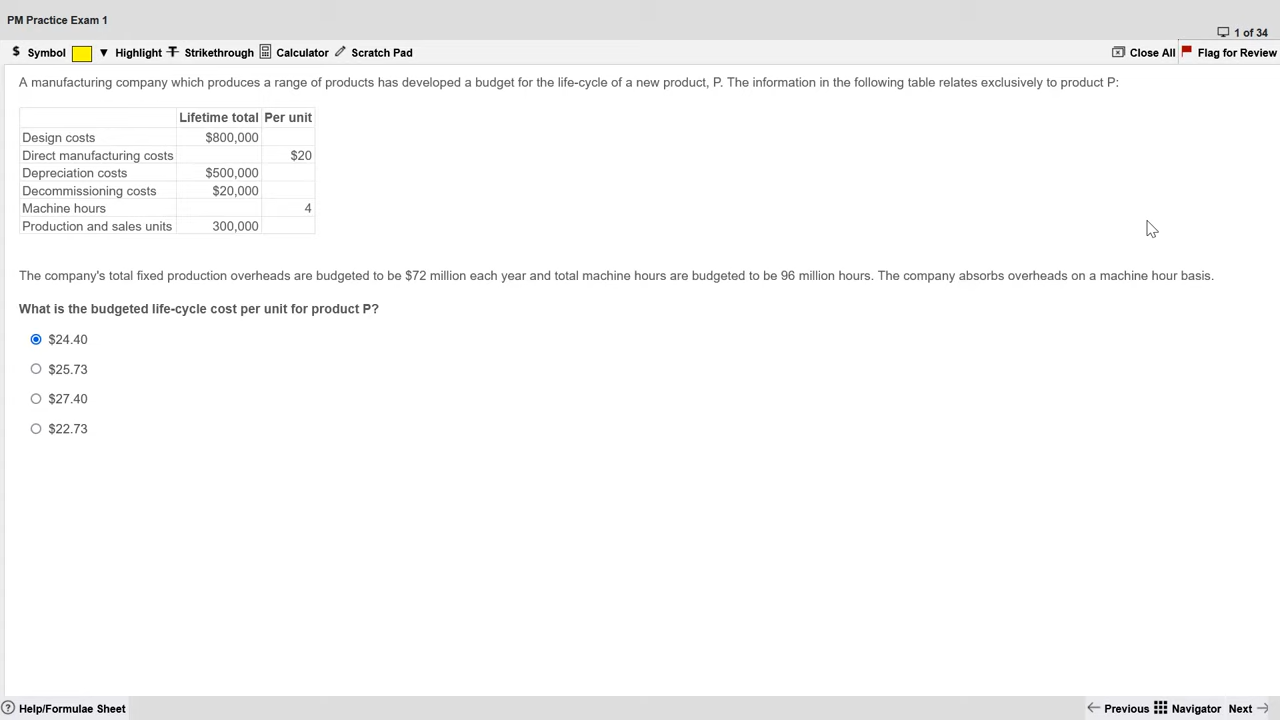 PM Practice Exam 1
1 of 34
$ Symbol ▼ Highlight T Strikethrough Calculator Scratch Pad Close All Flag for Review
A manufacturing company which produces a range of products has developed a budget for the life-cycle of a new product, P. The information in the following table relates exclusively to product P:
Lifetime total Per unit
Design costs $800,000
Direct manufacturing costs $20
Depreciation costs $500,000
Decommissioning costs $20,000
Machine hours 4
Production and sales units 300,000
The company's total fixed production overheads are budgeted to be $72 million each year and total machine hours are budgeted to be 96 million hours. The company absorbs overheads on a machine hour basis.
What is the budgeted life-cycle cost per unit for product P?
$24.40
$25.73
$27.40
$22.73
? Help/Formulae Sheet ← Previous Navigator Next →